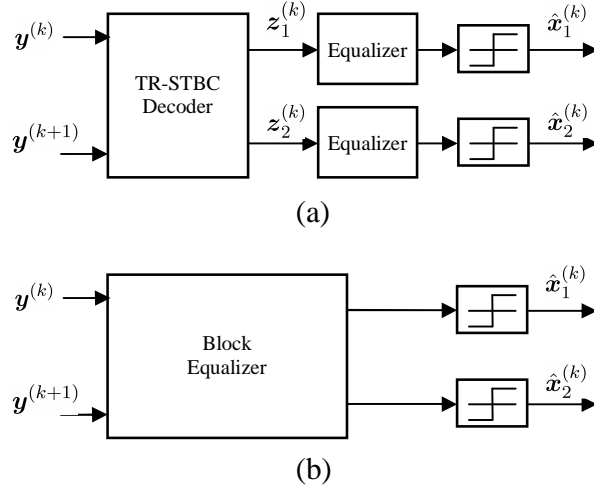 y^{(k)}
z_1^{(k)}
x̂_1^{(k)}
Equalizer
TR-STBC
Decoder
y^{(k+1)}
z_2^{(k)}
x̂_2^{(k)}
Equalizer
(a)
y^{(k)}
x̂_1^{(k)}
Block
Equalizer
y^{(k+1)}
x̂_2^{(k)}
(b)